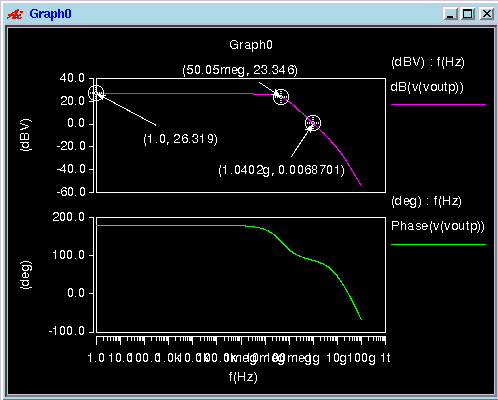 Graph0
Graph0
(dBV) : f(Hz)
dB(v(voutp))
(50.05meg, 23.346)
(1.0, 26.319)
(1.0402g, 0.0068701)
(dBV)
40.0
20.0
0.0
-20.0
-40.0
-60.0
(deg) : f(Hz)
Phase(v(voutp))
(deg)
200.0
100.0
0.0
-100.0
1.0 10.0 100.0 1.0k 10.0k 100.0k 1meg 10meg 100meg 1g 10g 100g 1t
f(Hz)